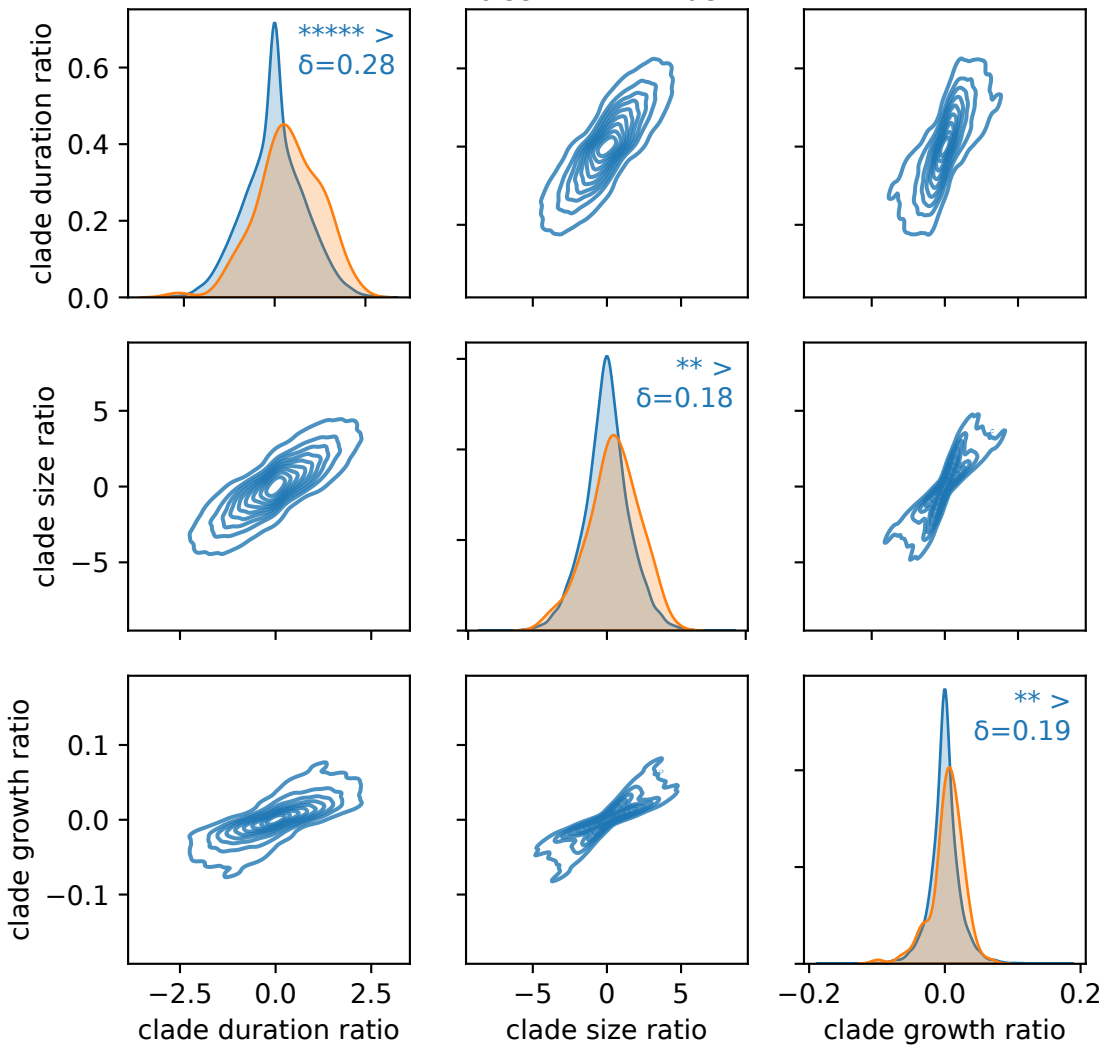 clade duration ratio
0.6
0.4
0.2
0.0
***** >
δ=0.28
clade size ratio
5
0
−5
** >
δ=0.18
clade growth ratio
0.1
0.0
−0.1
** >
δ=0.19
−2.5 0.0 2.5
−5 0 5
−0.2 0.0 0.2
clade duration ratio
clade size ratio
clade growth ratio